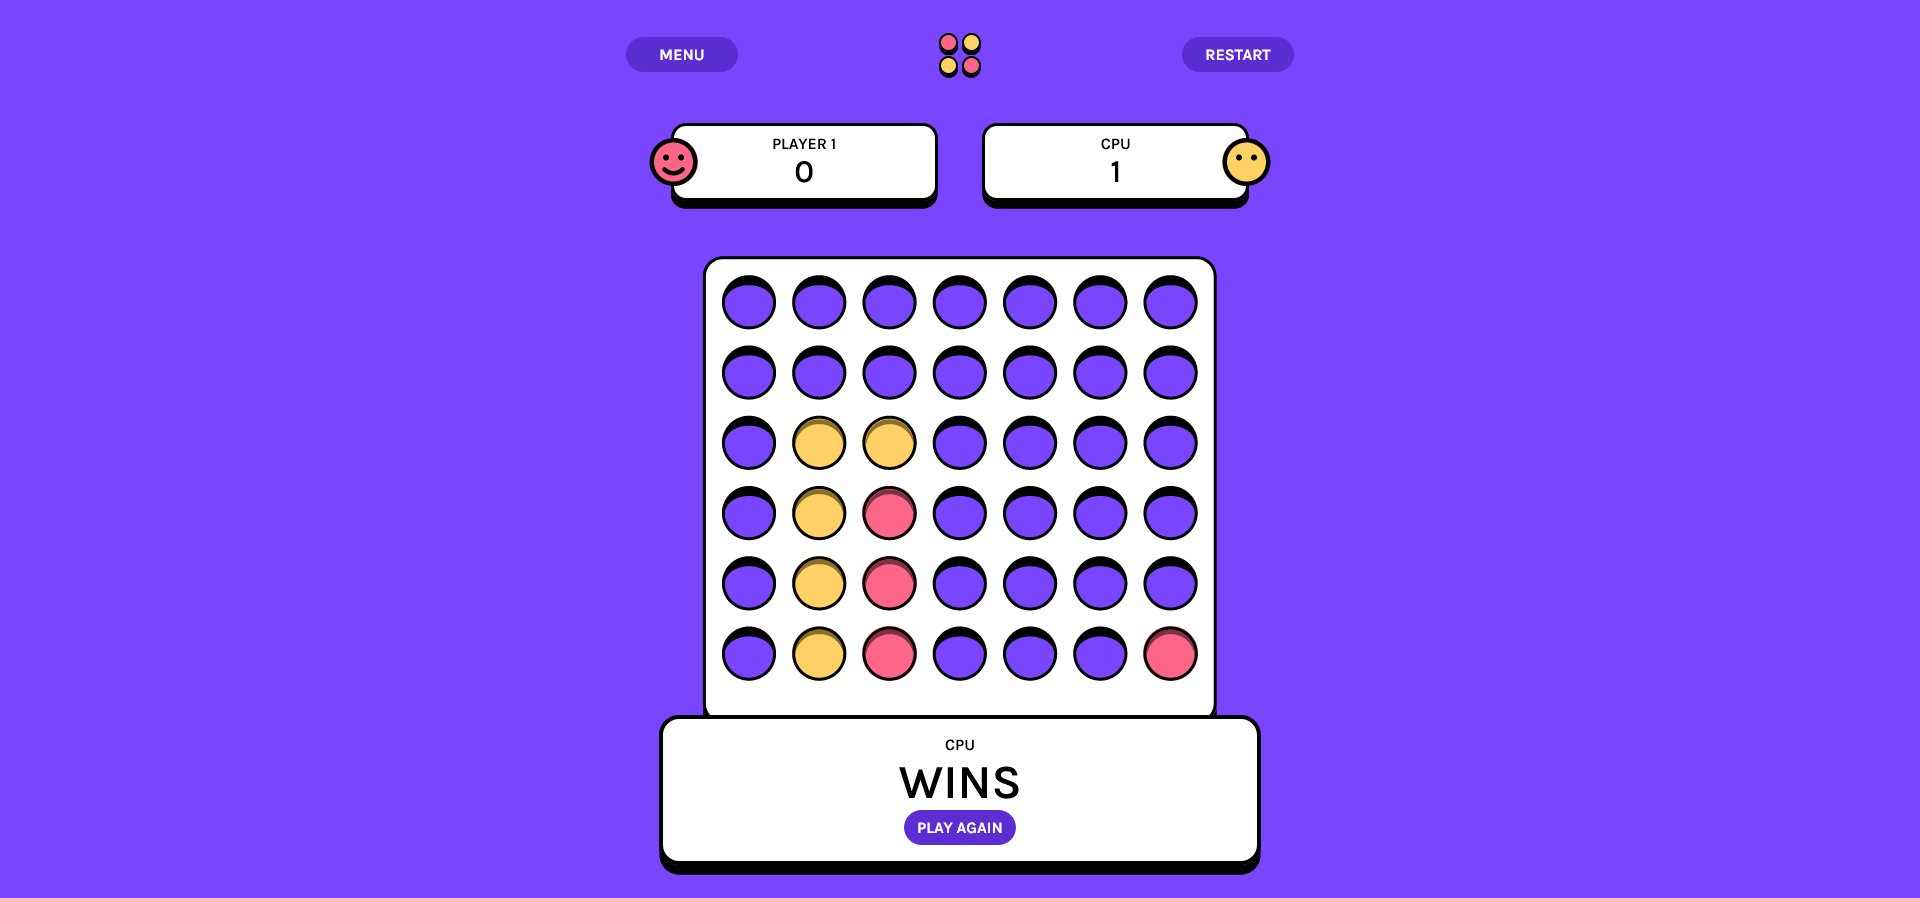 MENU
RESTART
PLAYER 1
0
CPU
1
CPU
WINS
PLAY AGAIN